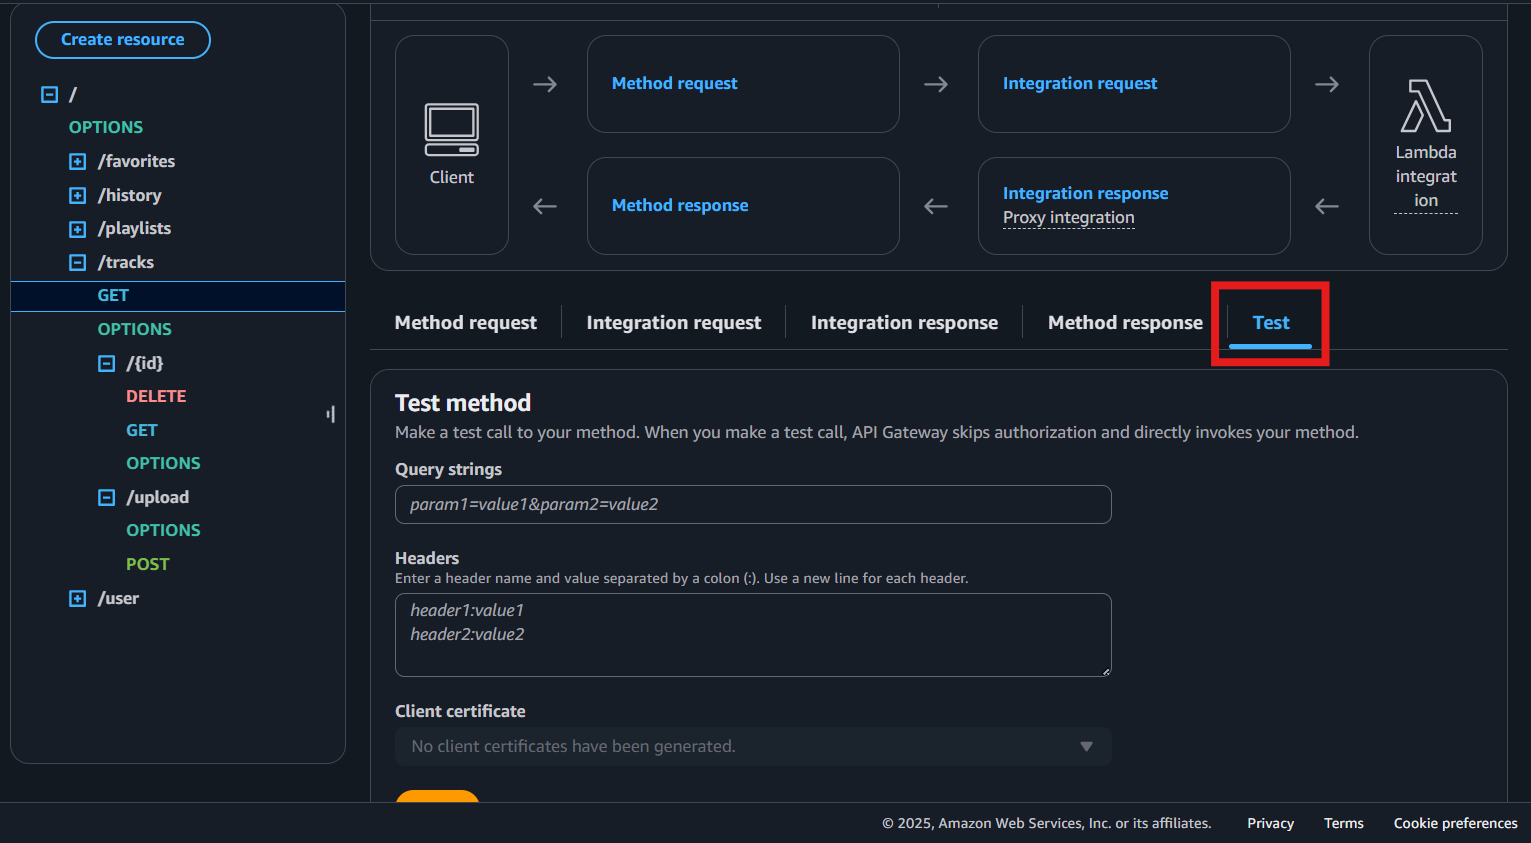 Create resource
/
OPTIONS
/favorites
/history
/playlists
/tracks
GET
OPTIONS
/{id}
DELETE
GET
OPTIONS
/upload
OPTIONS
POST
/user
Client
Method request
Integration request
Method response
Integration response
Proxy integration
Lambda
integrat
ion
Method request
Integration request
Integration response
Method response
Test
Test method
Make a test call to your method. When you make a test call, API Gateway skips authorization and directly invokes your method.
Query strings
param1=value1&param2=value2
Headers
Enter a header name and value separated by a colon (:). Use a new line for each header.
header1:value1
header2:value2
Client certificate
No client certificates have been generated.
© 2025, Amazon Web Services, Inc. or its affiliates.
Privacy
Terms
Cookie preferences